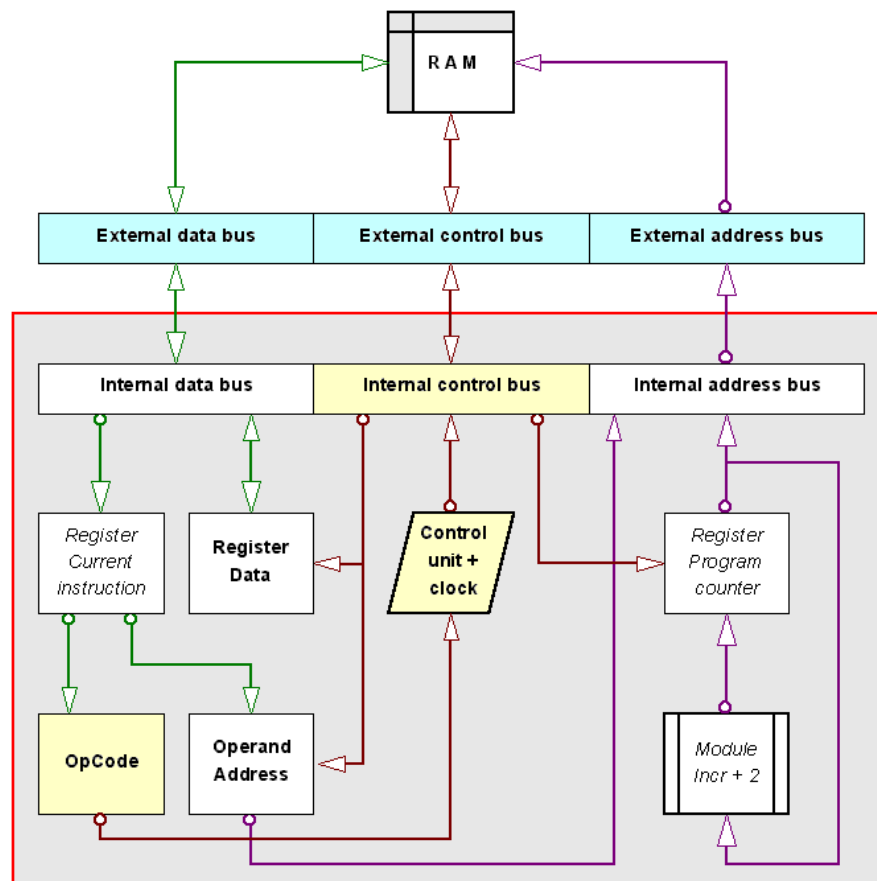 R A M
External data bus
External control bus
External address bus
Internal data bus
Internal control bus
Internal address bus
Register
Current
instruction
Register
Data
Control
unit +
clock
Register
Program
counter
OpCode
Operand
Address
Module
Incr + 2